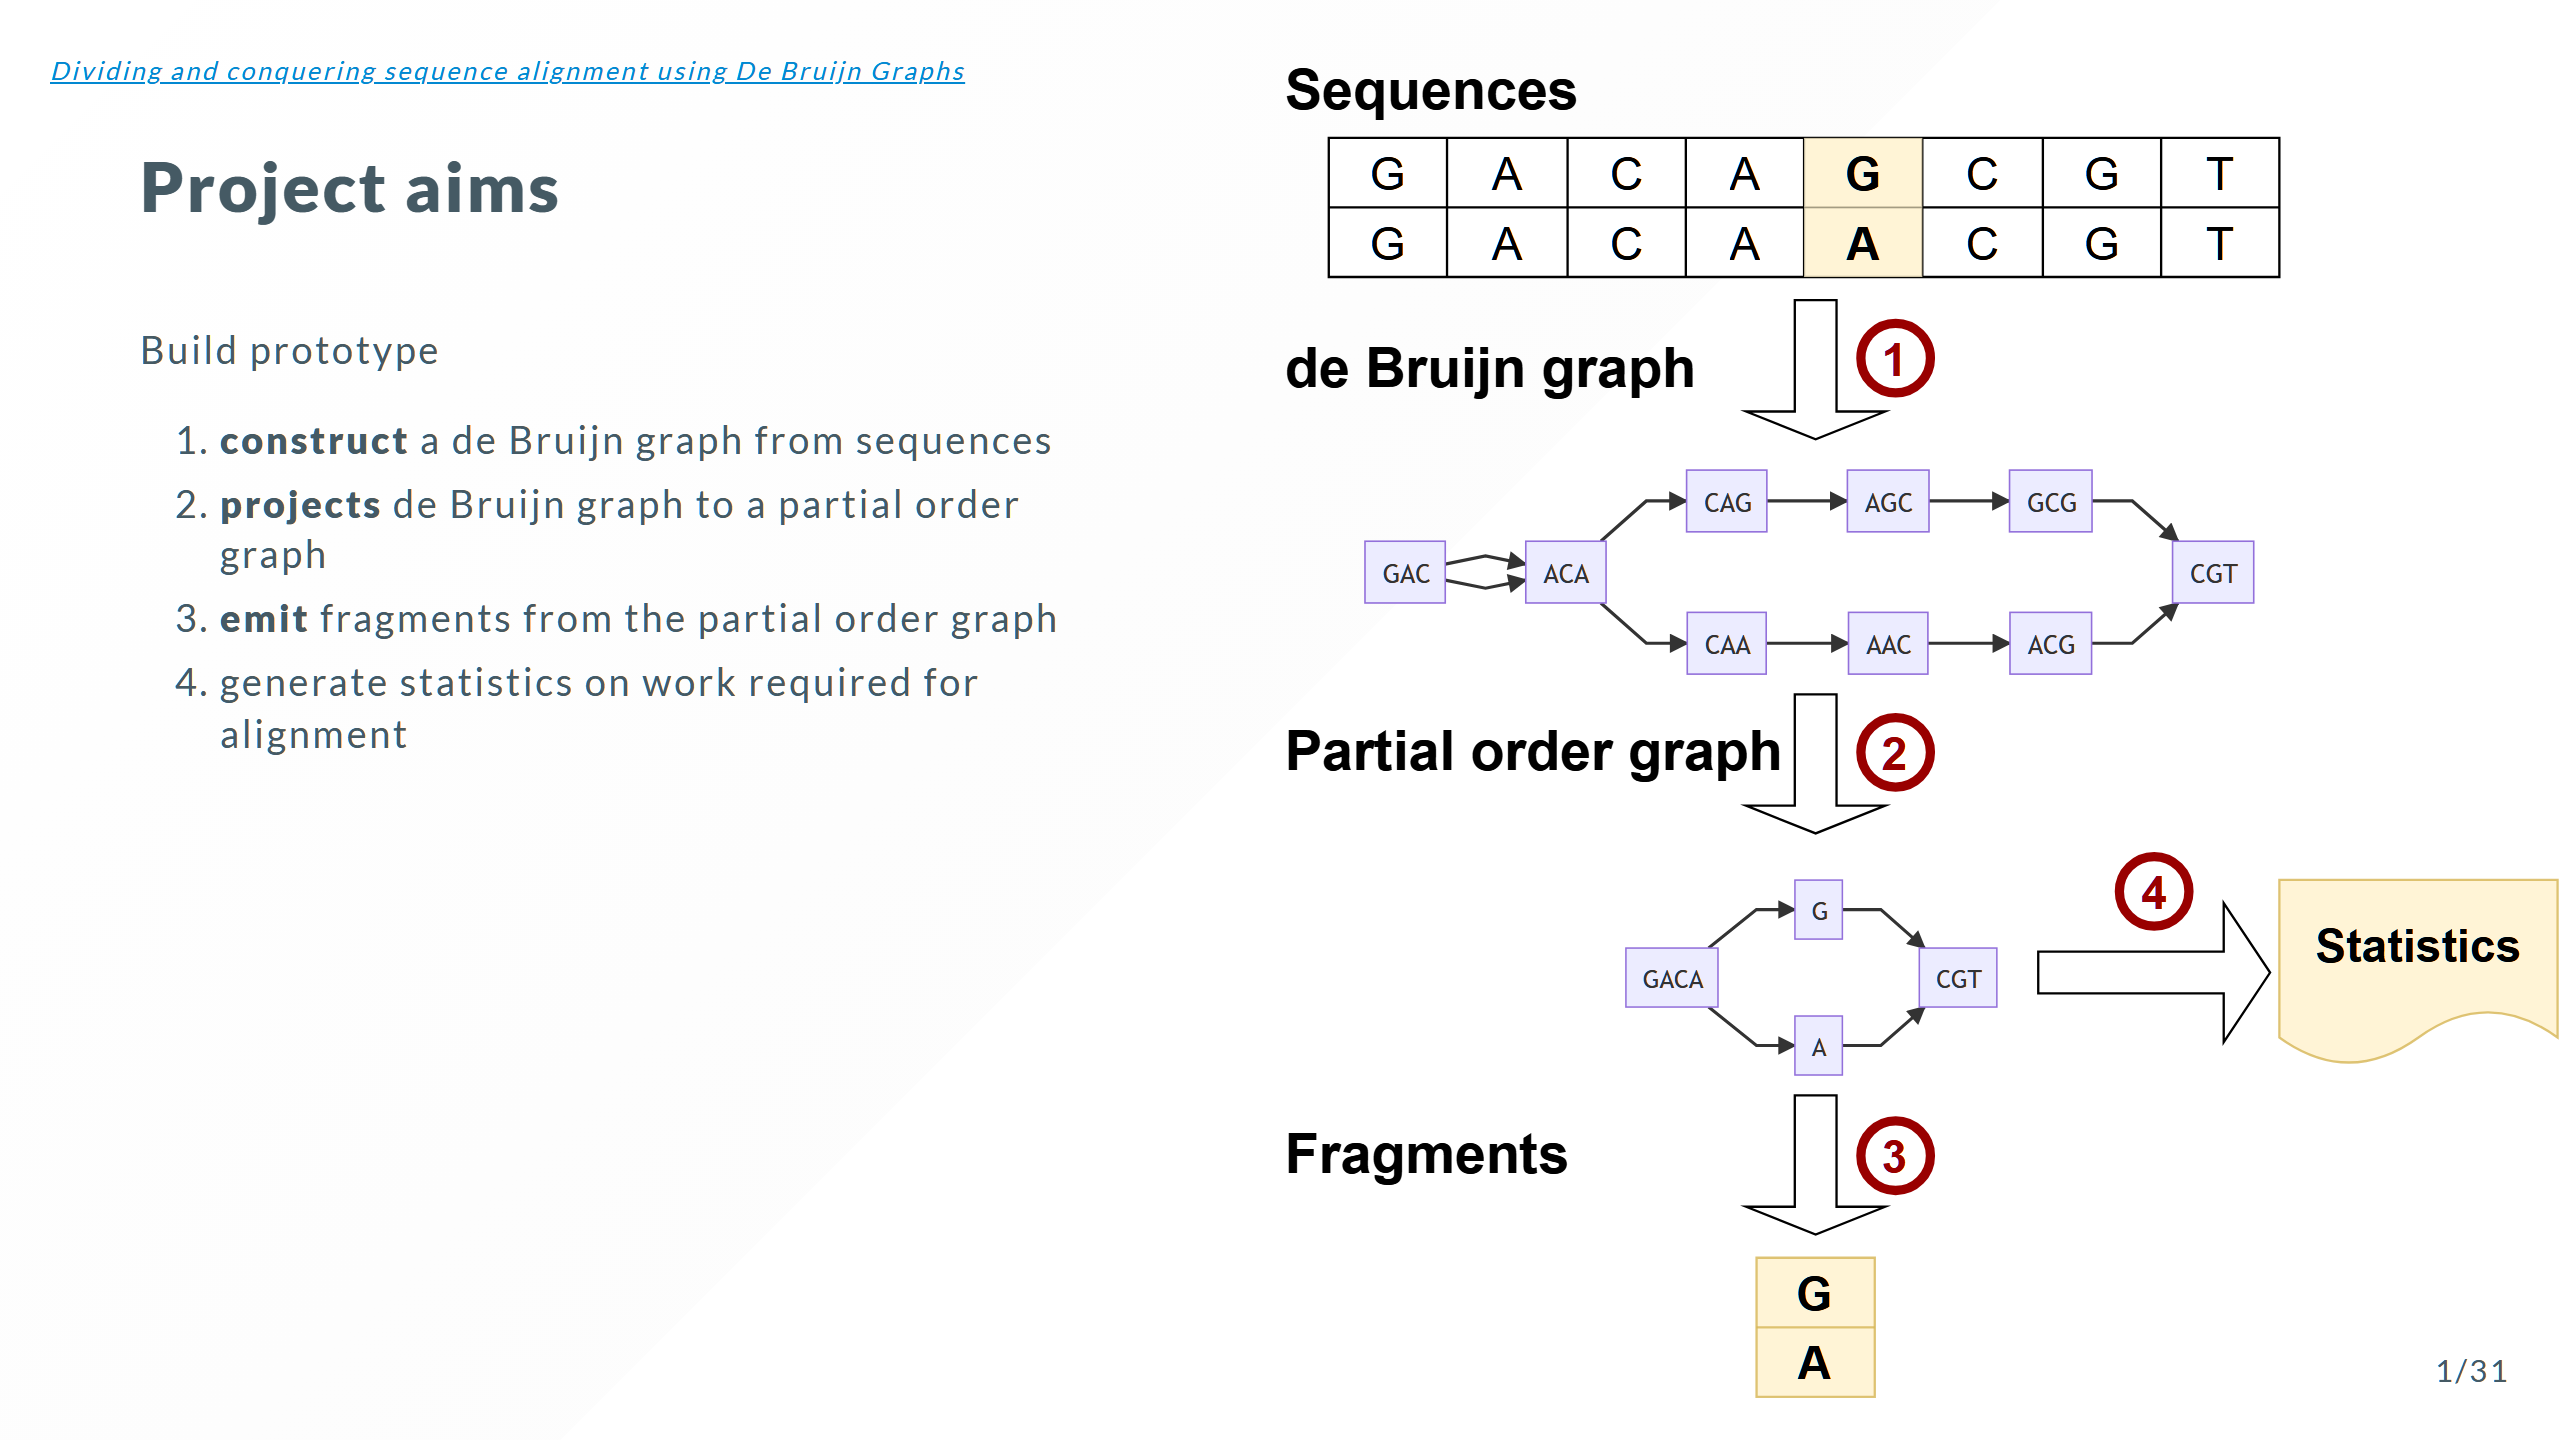 Dividing and conquering sequence alignment using De Bruijn Graphs
Project aims
Build prototype
1. construct a de Bruijn graph from sequences
2. projects de Bruijn graph to a partial order
graph
3. emit fragments from the partial order graph
4. generate statistics on work required for
alignment
Sequences
G A C A G C G T
G A C A A C G T
1
de Bruijn graph
CAG AGC GCG
GAC ACA CGT
CAA AAC ACG
Partial order graph
2
G
GACA CGT
A
4
Statistics
Fragments
3
G
A
1/31